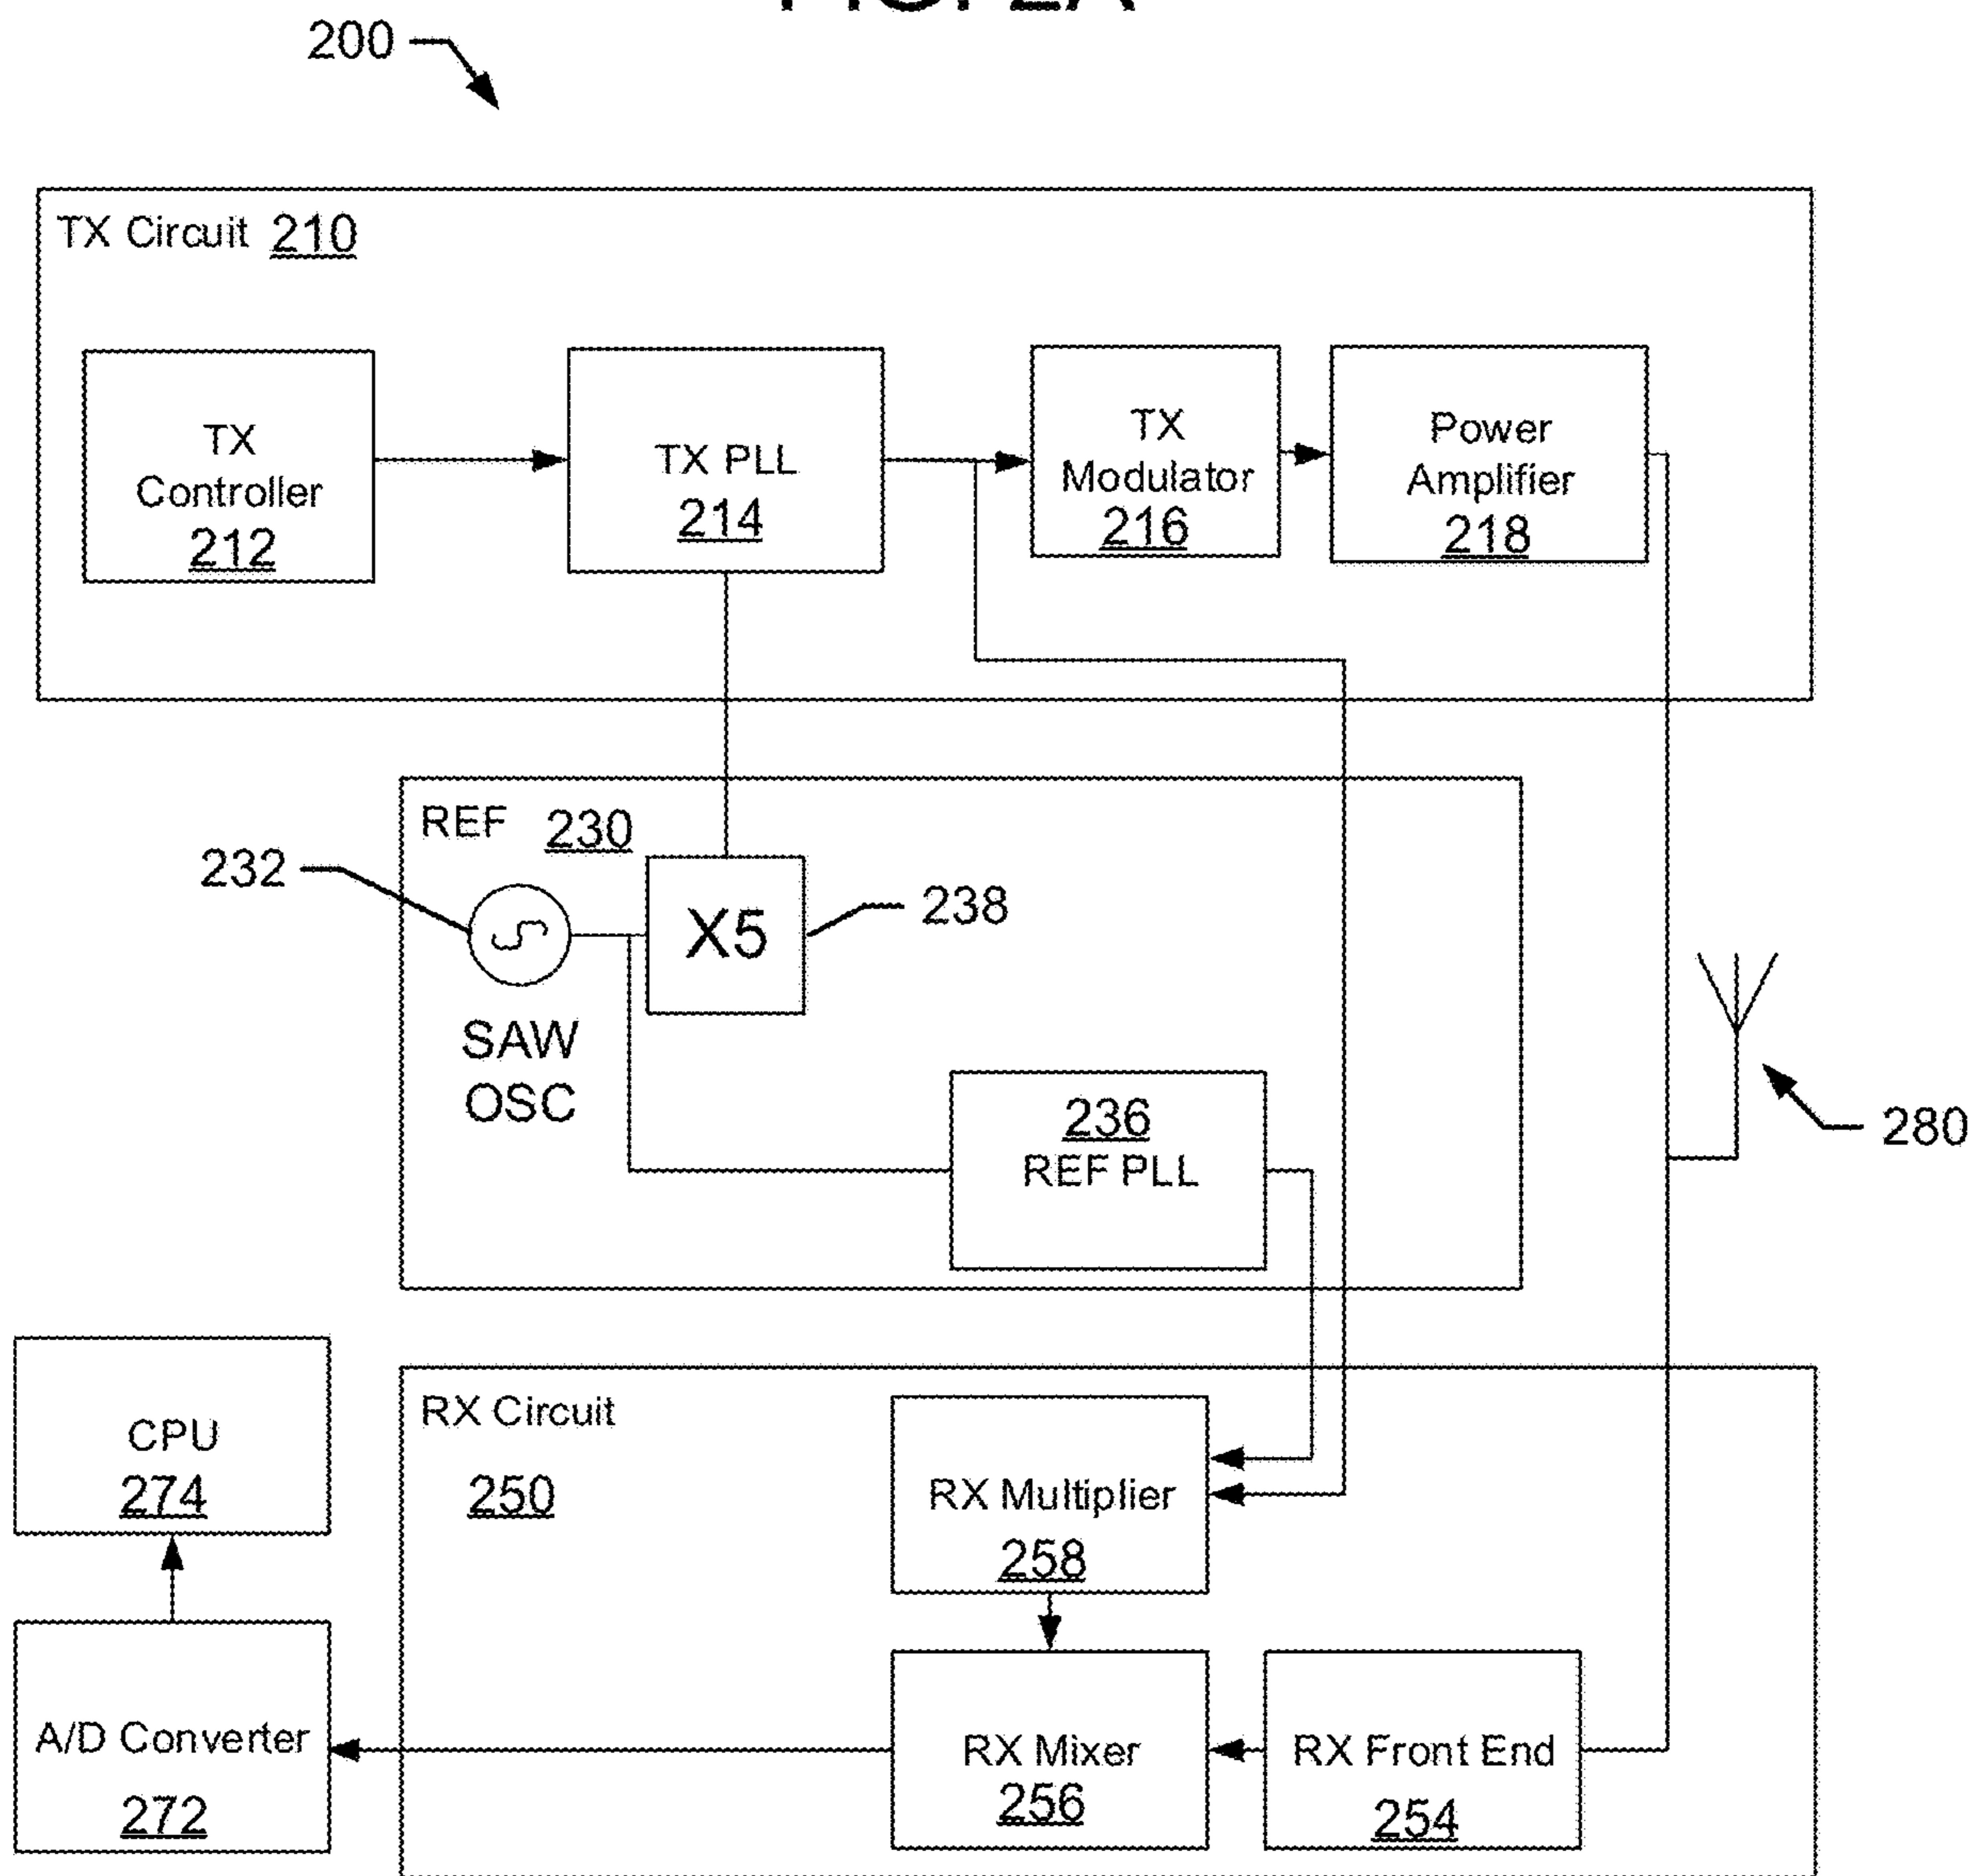 FIG. 2A
200
TX Circuit 210
TX
Controller
212
TX PLL
214
TX
Modulator
216
Power
Amplifier
218
REF 230
232
X5
238
SAW
OSC
236
REF PLL
280
CPU
274
RX Circuit
250
RX Multiplier
258
A/D Converter
272
RX Mixer
256
RX Front End
254